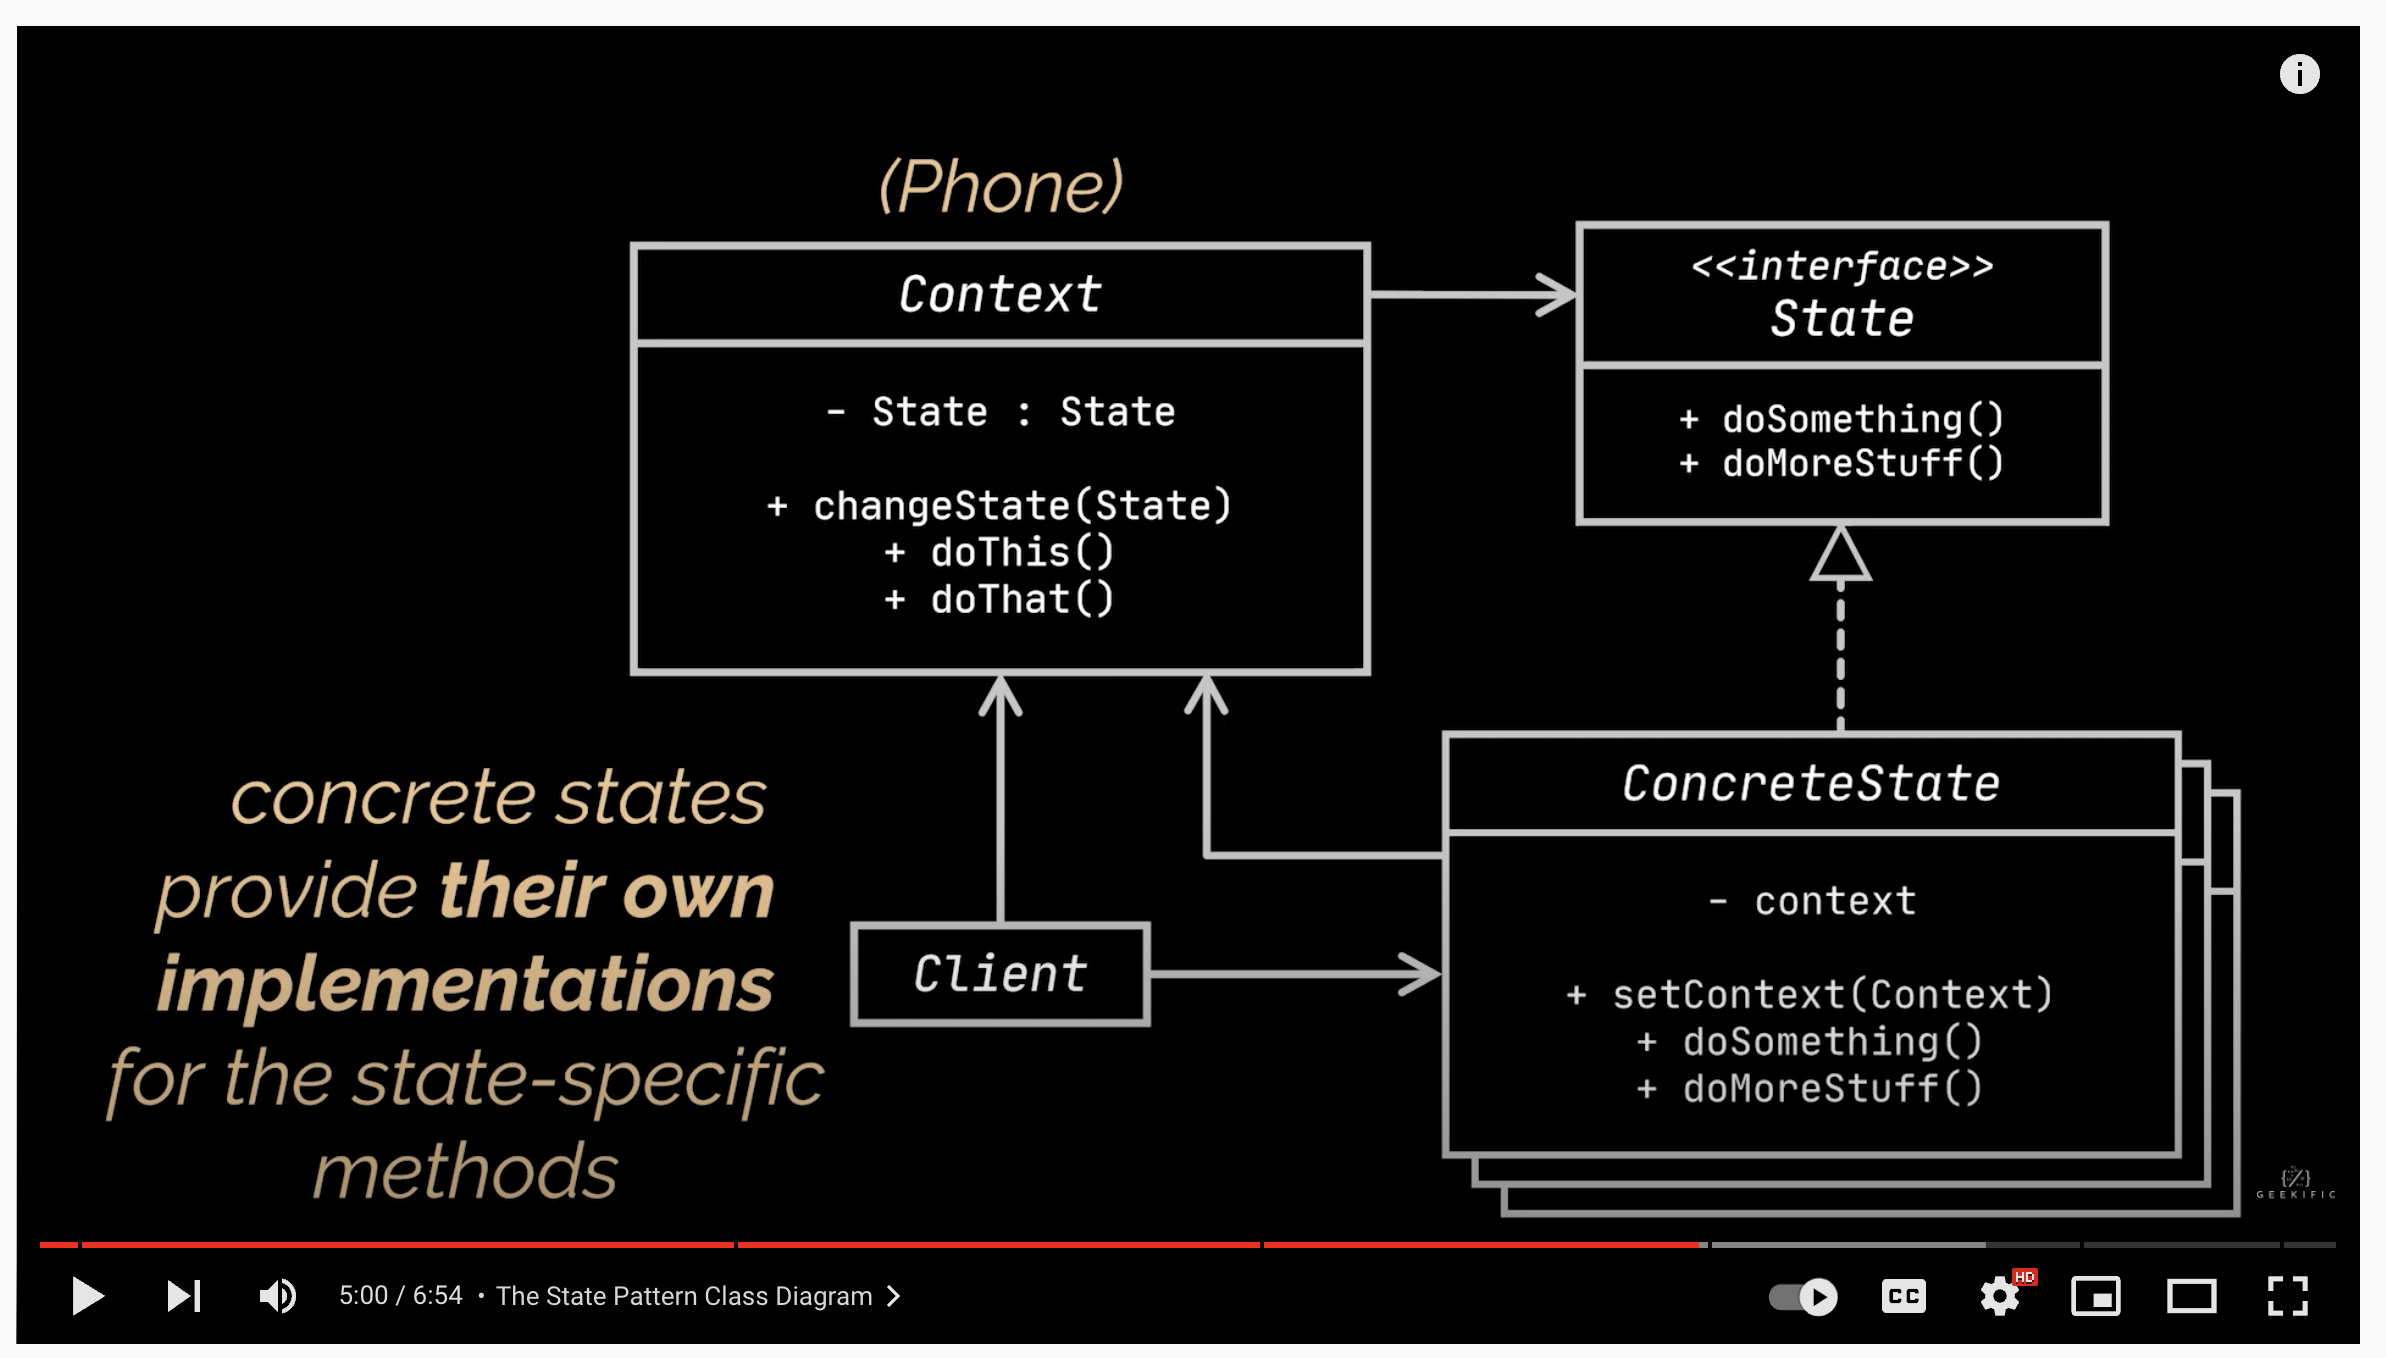 (Phone)
Context
- State : State
+ changeState(State)
+ doThis()
+ doThat()
<<interface>>
State
+ doSomething()
+ doMoreStuff()
concrete states
provide their own
implementations
for the state-specific
methods
Client
ConcreteState
- context
+ setContext(Context)
+ doSomething()
+ doMoreStuff()
GEEKIFIC
5:00 / 6:54 • The State Pattern Class Diagram
CC
HD